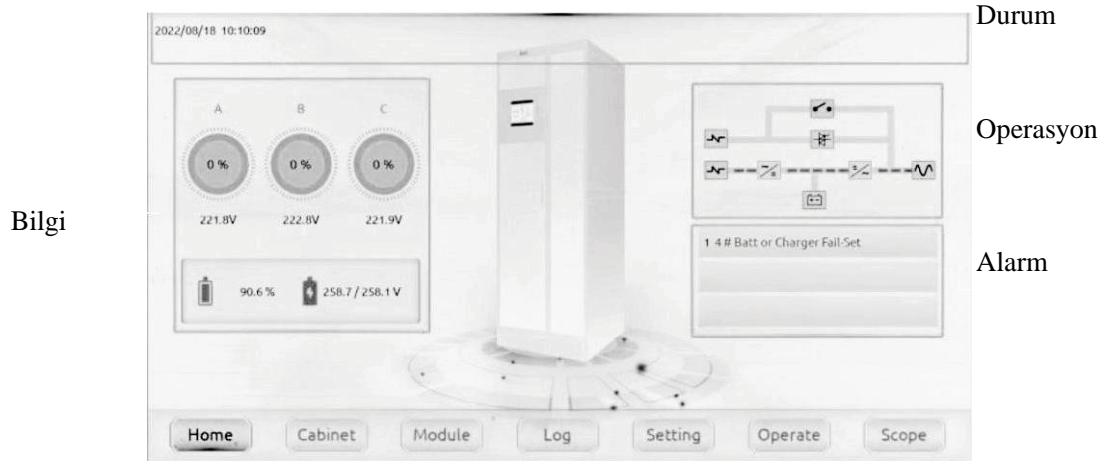 Durum
2022/08/18 10:10:09
A B C
0 % 0 % 0 %
221.8V 222.8V 221.9V
Operasyon
Bilgi
1 4 # Batt or Charger Fail-Set
Alarm
90.6 % 258.7 / 258.1 V
Home Cabinet Module Log Setting Operate Scope